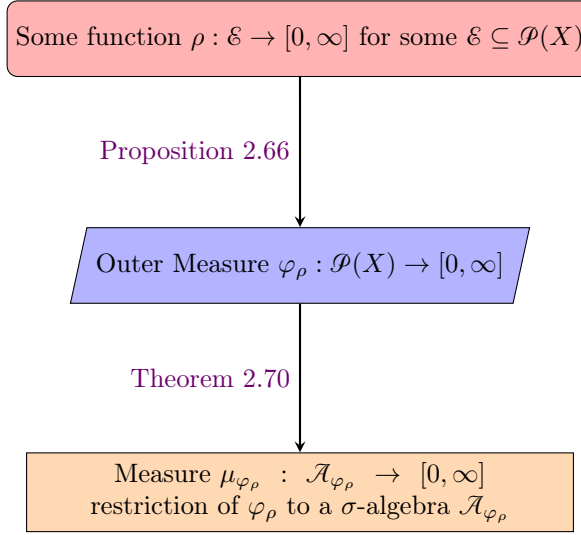 Some function ρ : ℰ → [0, ∞] for some ℰ ⊆ 𝒫(X)
Proposition 2.66
Outer Measure φ_ρ : 𝒫(X) → [0, ∞]
Theorem 2.70
Measure μ_{φ_ρ} : 𝒜_{φ_ρ} → [0, ∞]
restriction of φ_ρ to a σ-algebra 𝒜_{φ_ρ}